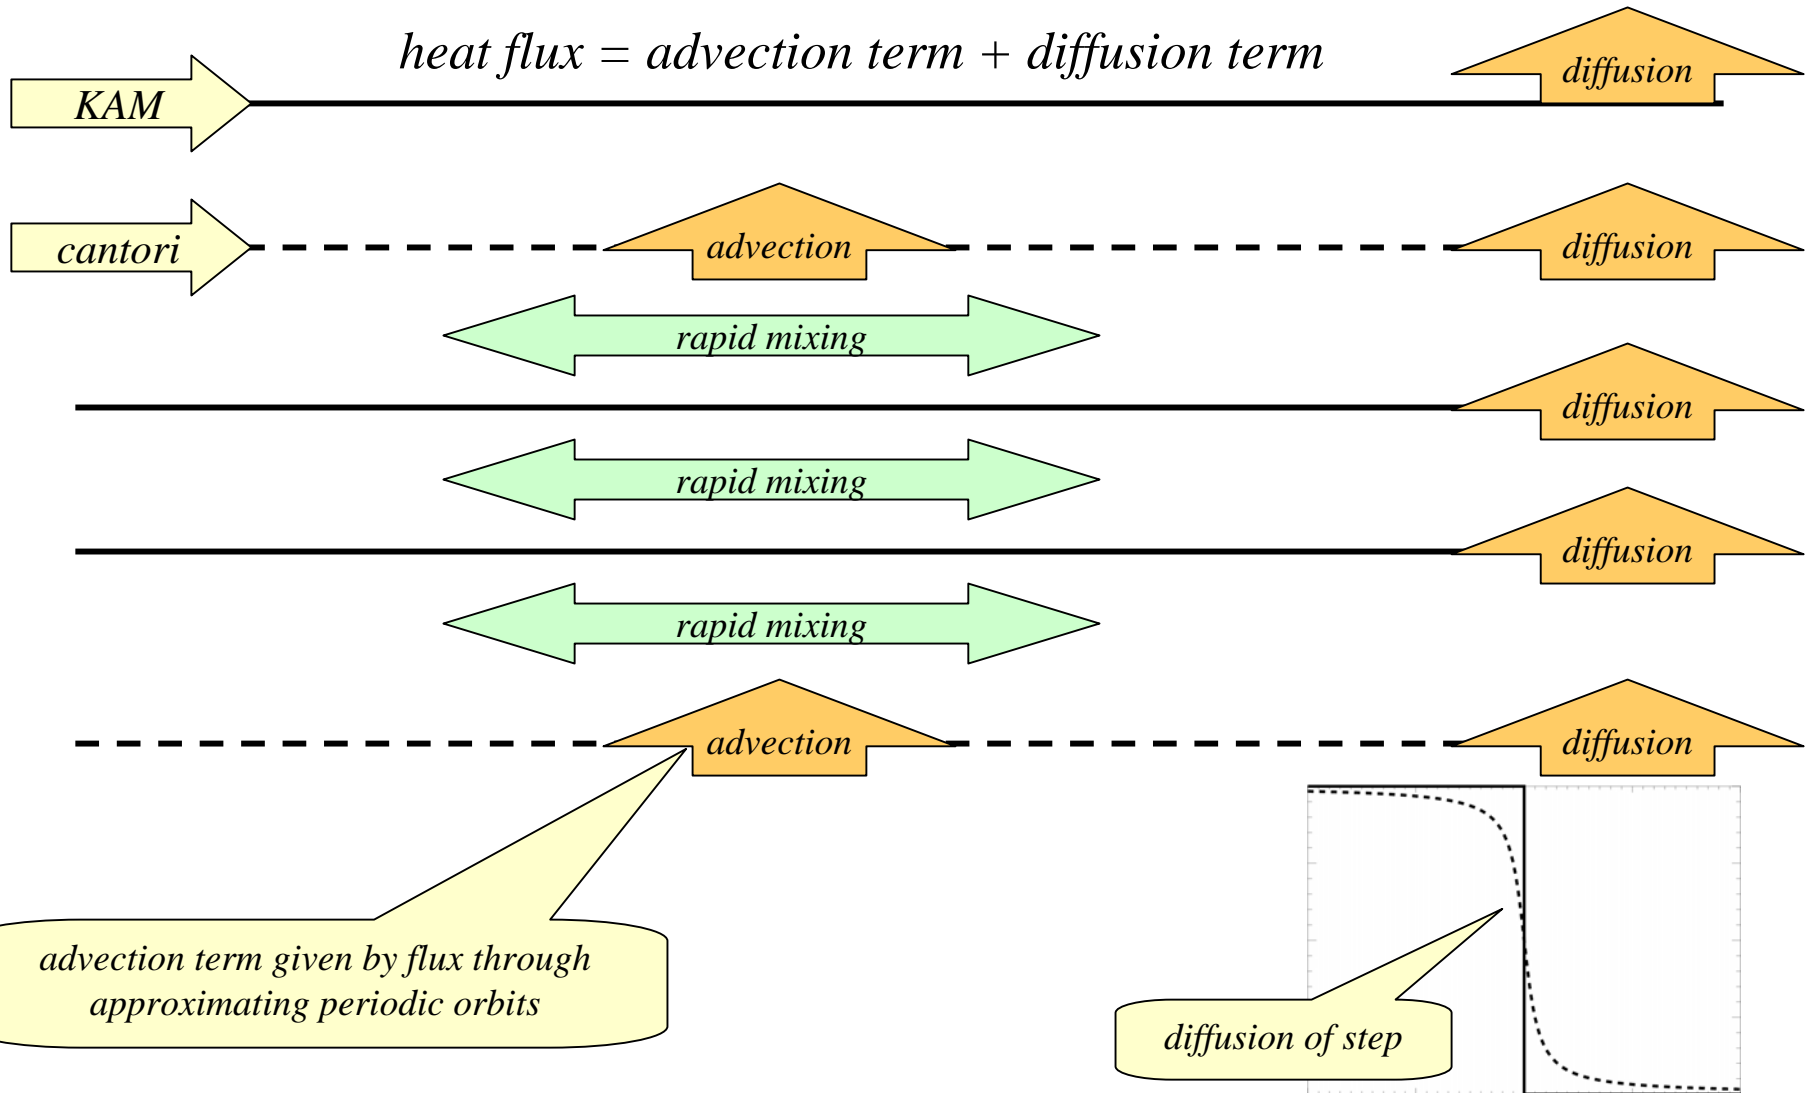 heat flux = advection term + diffusion term
diffusion
KAM
cantori
advection
diffusion
rapid mixing
diffusion
rapid mixing
diffusion
rapid mixing
advection
diffusion
advection term given by flux through
approximating periodic orbits
diffusion of step